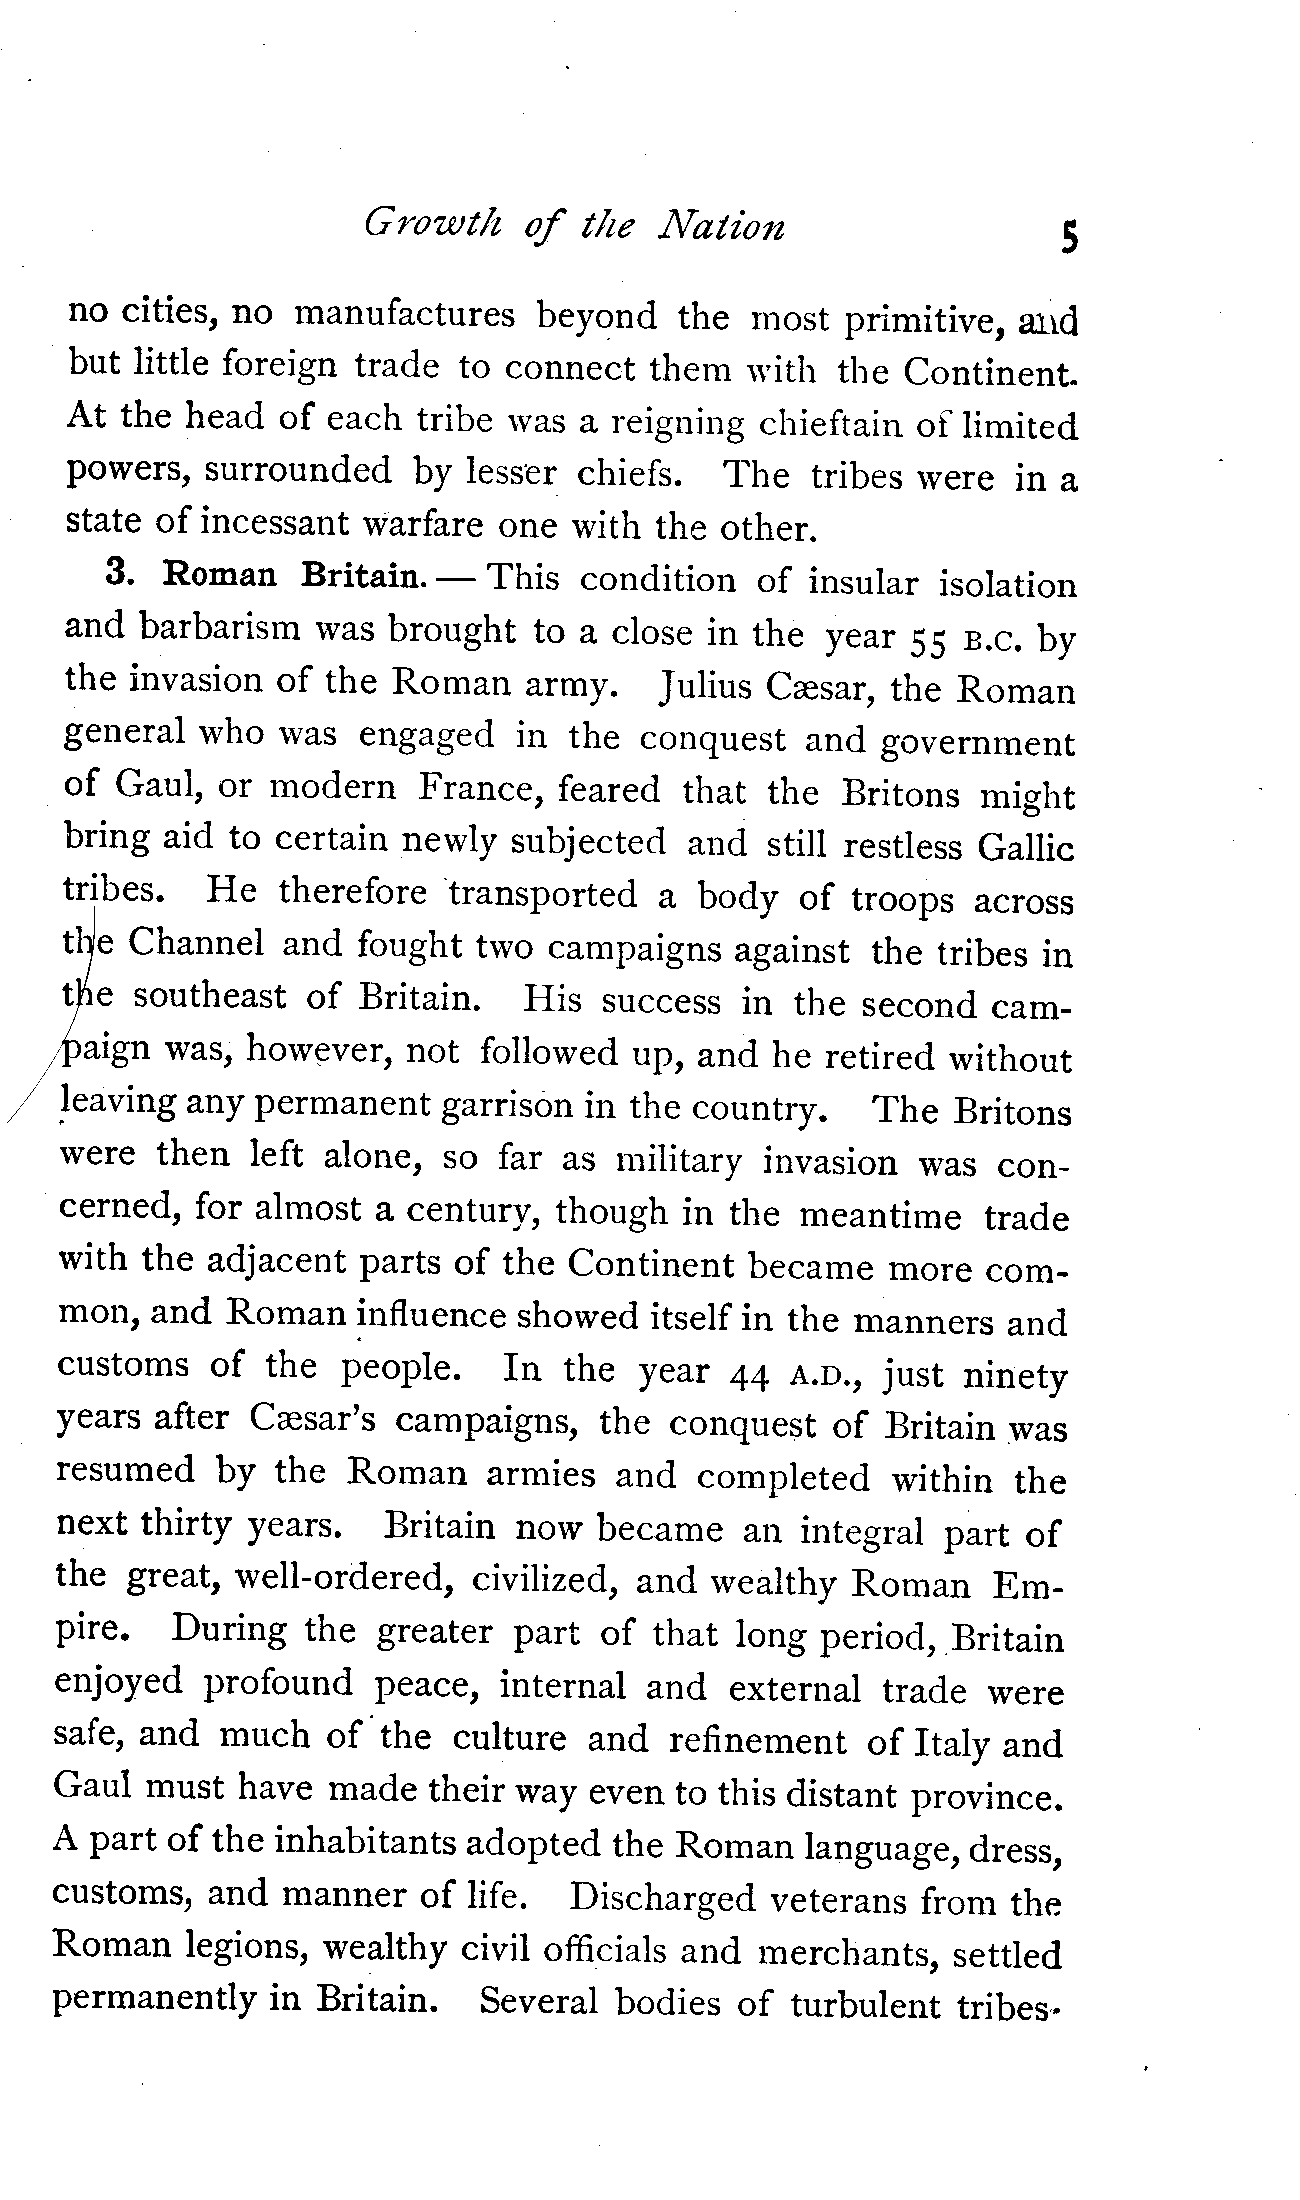 Growth of the Nation 5
no cities, no manufactures beyond the most primitive, and
but little foreign trade to connect them with the Continent.
At the head of each tribe was a reigning chieftain of limited
powers, surrounded by lesser chiefs. The tribes were in a
state of incessant warfare one with the other.
3. Roman Britain. — This condition of insular isolation
and barbarism was brought to a close in the year 55 B.C. by
the invasion of the Roman army. Julius Cæsar, the Roman
general who was engaged in the conquest and government
of Gaul, or modern France, feared that the Britons might
bring aid to certain newly subjected and still restless Gallic
tribes. He therefore transported a body of troops across
the Channel and fought two campaigns against the tribes in
the southeast of Britain. His success in the second cam-
paign was, however, not followed up, and he retired without
leaving any permanent garrison in the country. The Britons
were then left alone, so far as military invasion was con-
cerned, for almost a century, though in the meantime trade
with the adjacent parts of the Continent became more com-
mon, and Roman influence showed itself in the manners and
customs of the people. In the year 44 A.D., just ninety
years after Cæsar's campaigns, the conquest of Britain was
resumed by the Roman armies and completed within the
next thirty years. Britain now became an integral part of
the great, well-ordered, civilized, and wealthy Roman Em-
pire. During the greater part of that long period, Britain
enjoyed profound peace, internal and external trade were
safe, and much of the culture and refinement of Italy and
Gaul must have made their way even to this distant province.
A part of the inhabitants adopted the Roman language, dress,
customs, and manner of life. Discharged veterans from the
Roman legions, wealthy civil officials and merchants, settled
permanently in Britain. Several bodies of turbulent tribes-